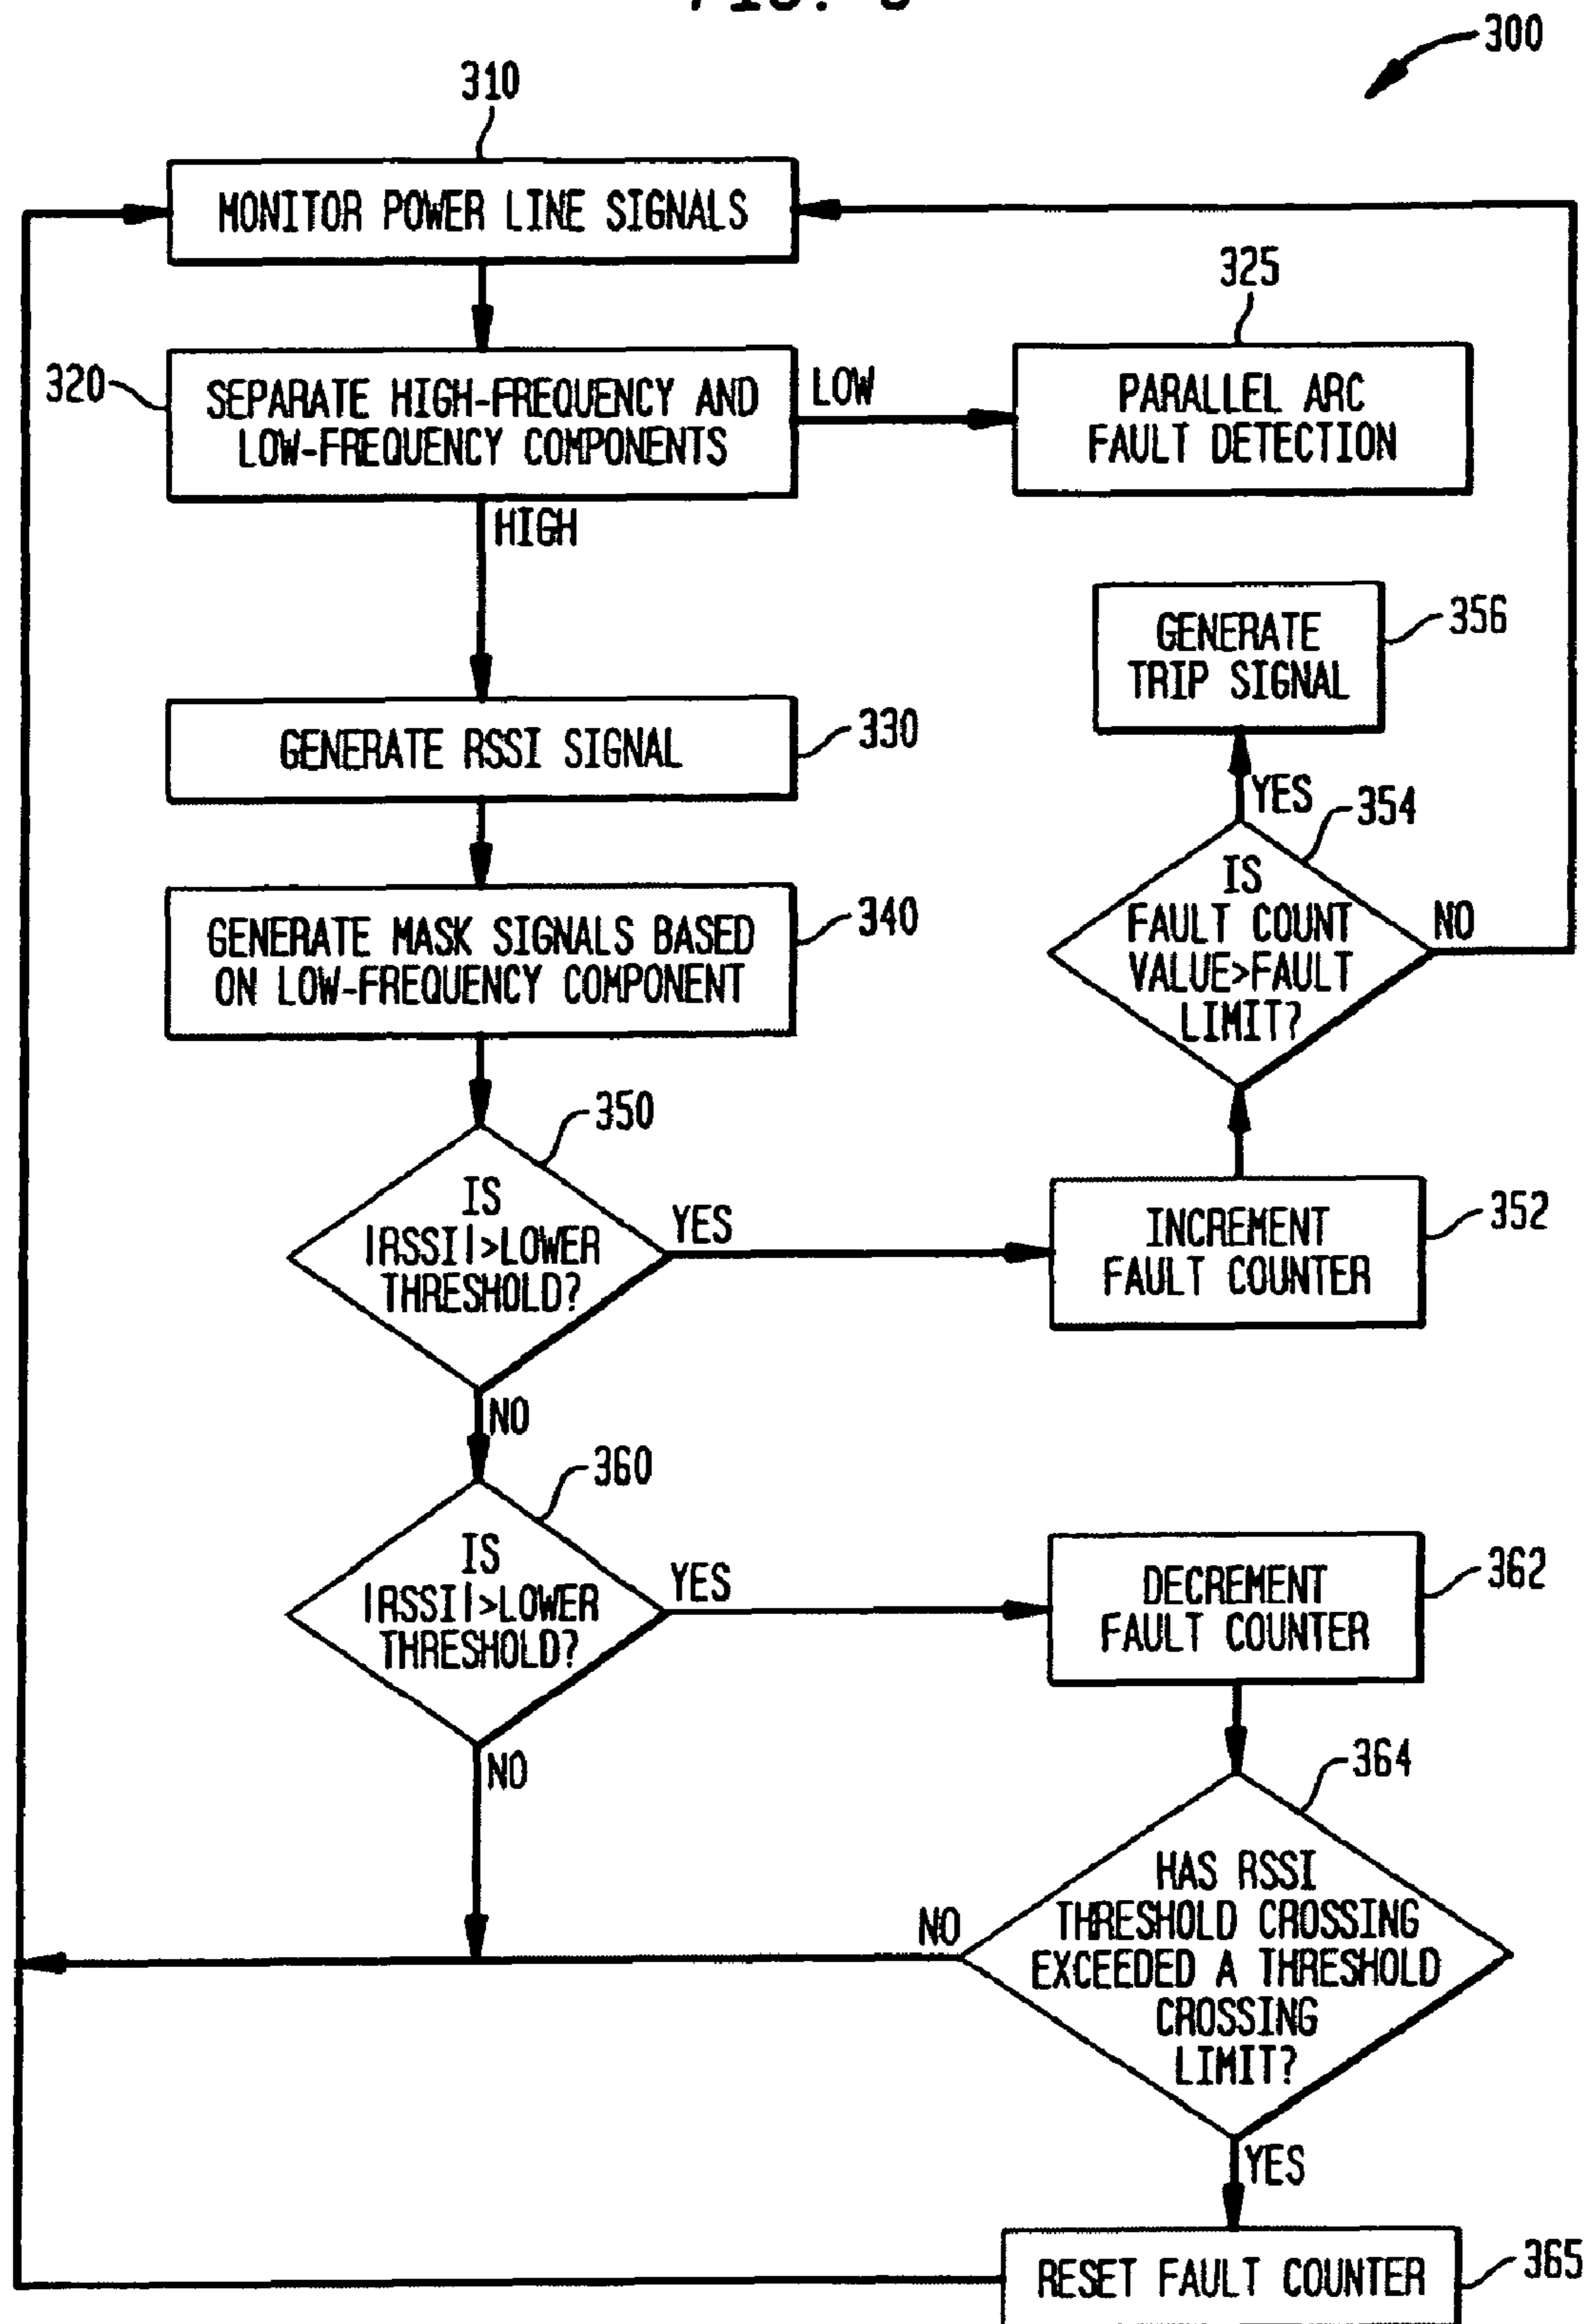 300
310
MONITOR POWER LINE SIGNALS
325
320
SEPARATE HIGH-FREQUENCY AND
LOW-FREQUENCY COMPONENTS
LOW
PARALLEL ARC
FAULT DETECTION
HIGH
GENERATE
TRIP SIGNAL
356
GENERATE RSSI SIGNAL
330
YES
354
IS
FAULT COUNT
VALUE>FAULT
LIMIT?
NO
GENERATE MASK SIGNALS BASED
ON LOW-FREQUENCY COMPONENT
340
350
IS
|RSSI|>LOWER
THRESHOLD?
YES
INCREMENT
FAULT COUNTER
352
NO
360
IS
|RSSI|>LOWER
THRESHOLD?
YES
DECREMENT
FAULT COUNTER
362
NO
364
HAS RSSI
THRESHOLD CROSSING
EXCEEDED A THRESHOLD
CROSSING
LIMIT?
NO
YES
RESET FAULT COUNTER
365